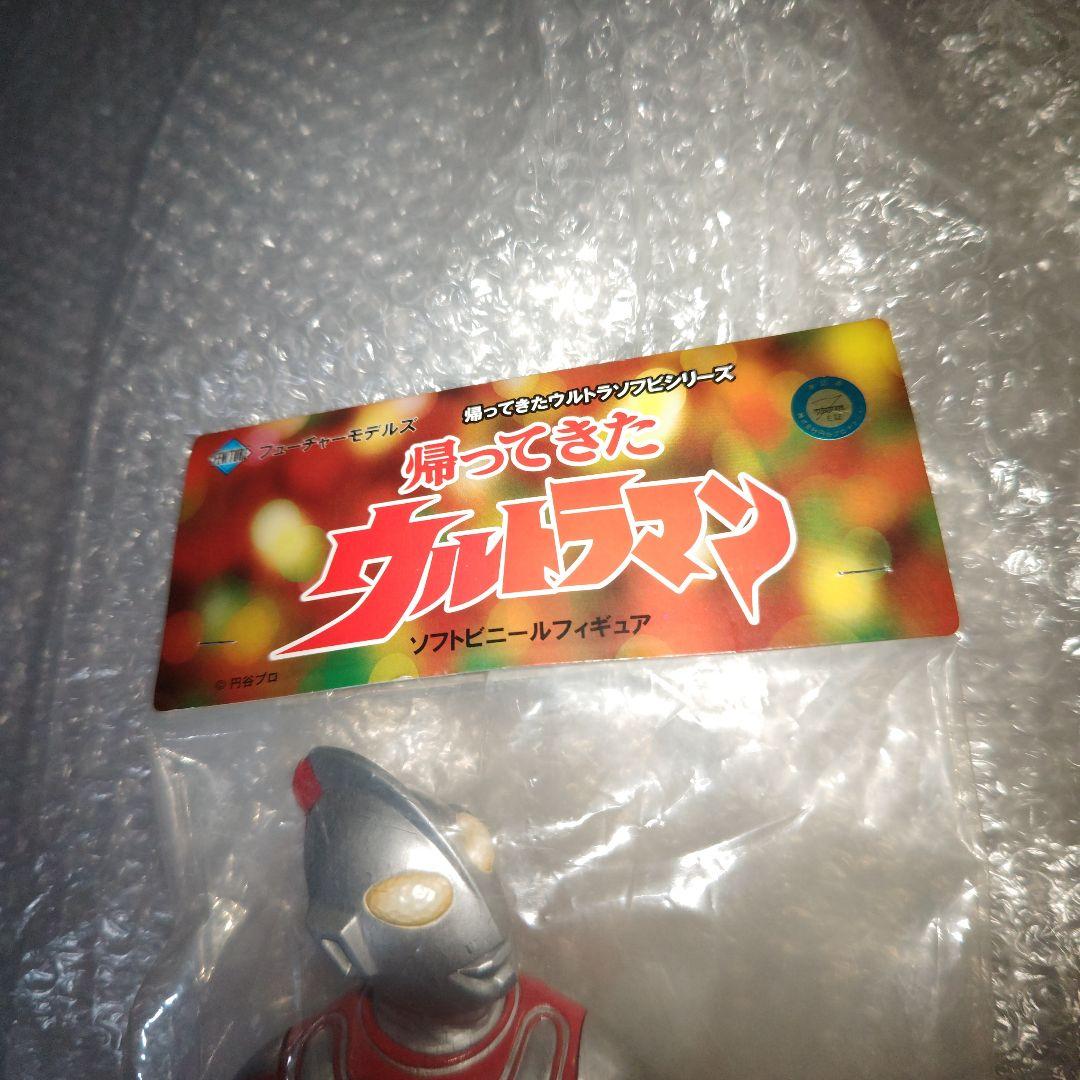 帰ってきたウルトラソフビシリーズ
フューチャーモデルズ
帰ってきた
ウルトラマン
ソフトビニールフィギュア
© 円谷プロ